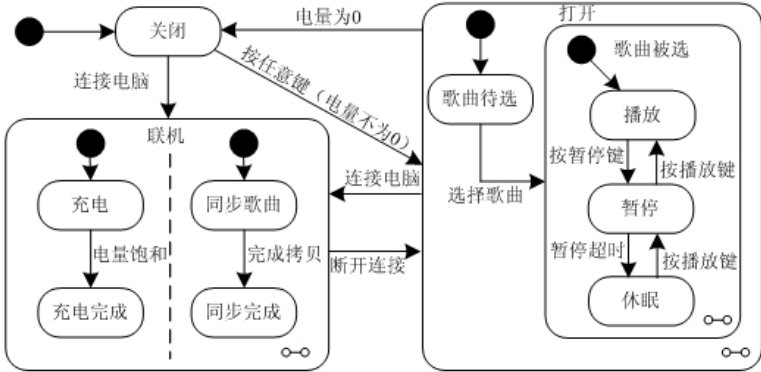 电量为0
打开
关闭
歌曲被选
连接电脑
按任意键（电量不为0）
歌曲待选
播放
联机
按暂停键
按播放键
连接电脑
选择歌曲
充电
同步歌曲
暂停
电量饱和
完成拷贝
断开连接
暂停超时
按播放键
充电完成
同步完成
休眠